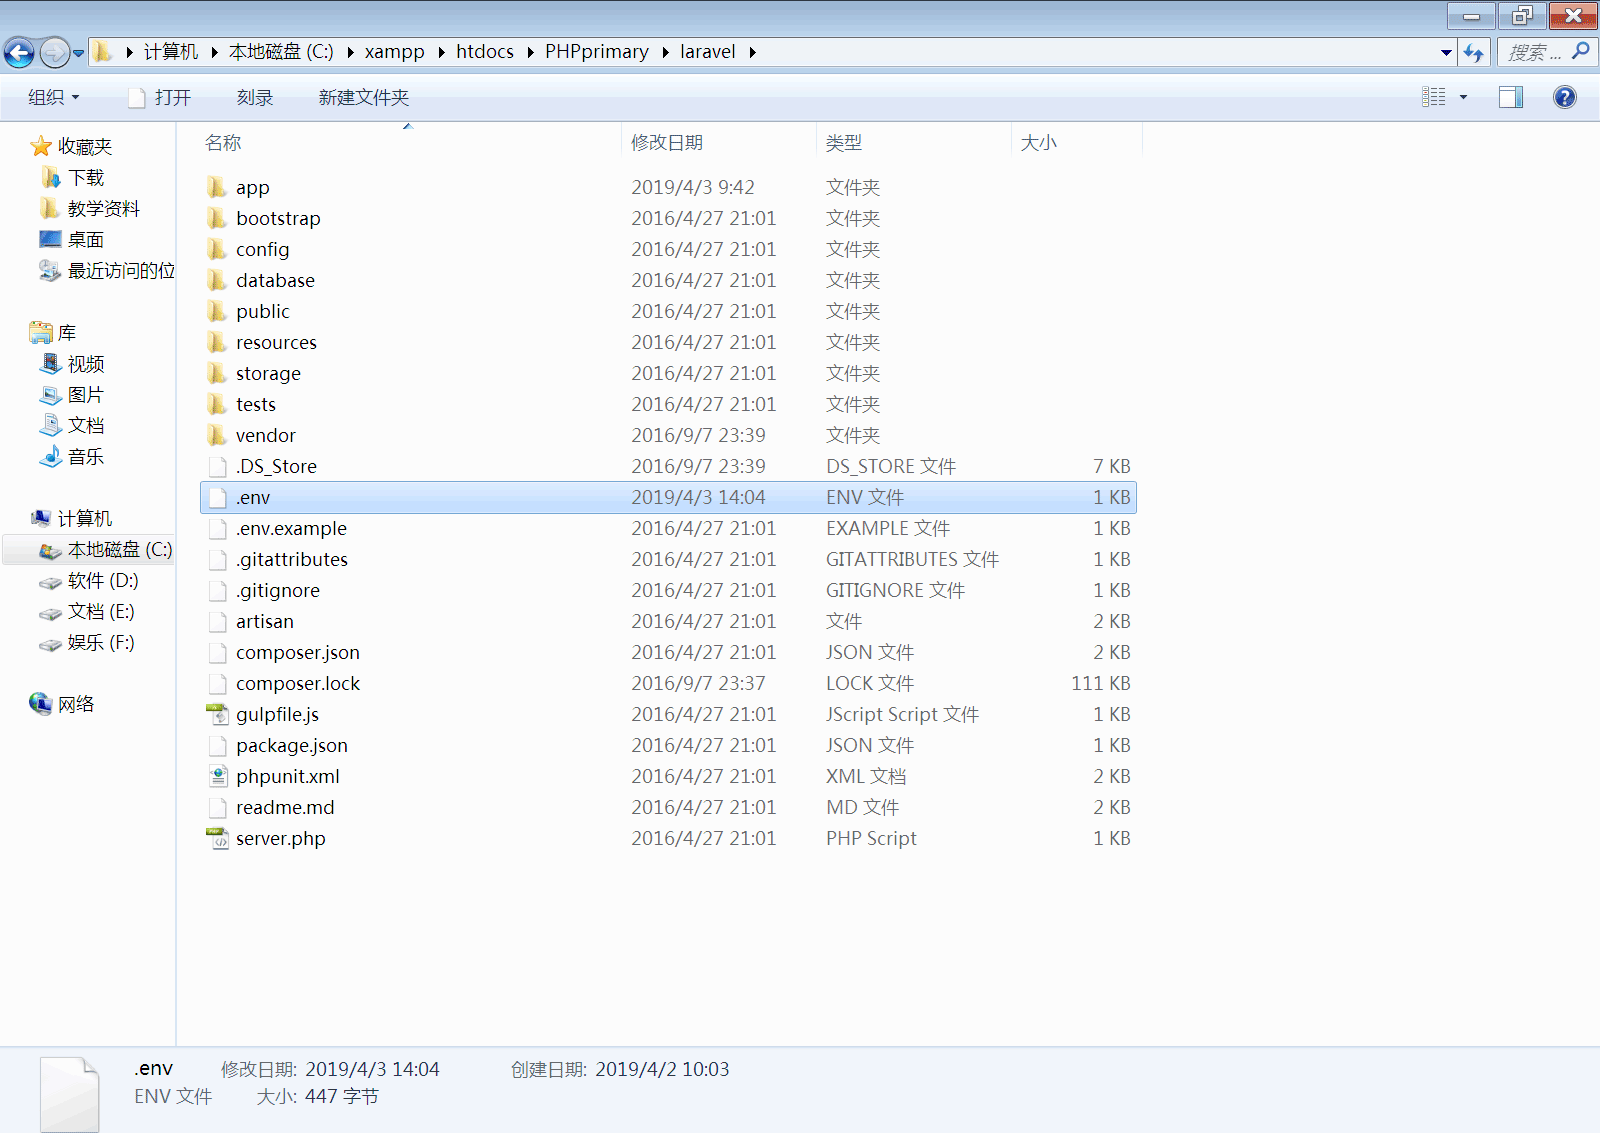 计算机 本地磁盘 (C:) xampp htdocs PHPprimary laravel 搜索 ...
组织 打开 刻录 新建文件夹
名称 修改日期 类型 大小
收藏夹
下载
教学资料
桌面
最近访问的位
库
视频
图片
文档
音乐
计算机
本地磁盘 (C:)
软件 (D:)
文档 (E:)
娱乐 (F:)
网络
app 2019/4/3 9:42 文件夹
bootstrap 2016/4/27 21:01 文件夹
config 2016/4/27 21:01 文件夹
database 2016/4/27 21:01 文件夹
public 2016/4/27 21:01 文件夹
resources 2016/4/27 21:01 文件夹
storage 2016/4/27 21:01 文件夹
tests 2016/4/27 21:01 文件夹
vendor 2016/9/7 23:39 文件夹
.DS_Store 2016/9/7 23:39 DS_STORE 文件 7 KB
.env 2019/4/3 14:04 ENV 文件 1 KB
.env.example 2016/4/27 21:01 EXAMPLE 文件 1 KB
.gitattributes 2016/4/27 21:01 GITATTRIBUTES 文件 1 KB
.gitignore 2016/4/27 21:01 GITIGNORE 文件 1 KB
artisan 2016/4/27 21:01 文件 2 KB
composer.json 2016/4/27 21:01 JSON 文件 2 KB
composer.lock 2016/9/7 23:37 LOCK 文件 111 KB
gulpfile.js 2016/4/27 21:01 JScript Script 文件 1 KB
package.json 2016/4/27 21:01 JSON 文件 1 KB
phpunit.xml 2016/4/27 21:01 XML 文档 2 KB
readme.md 2016/4/27 21:01 MD 文件 2 KB
server.php 2016/4/27 21:01 PHP Script 1 KB
.env 修改日期: 2019/4/3 14:04 创建日期: 2019/4/2 10:03
ENV 文件 大小: 447 字节